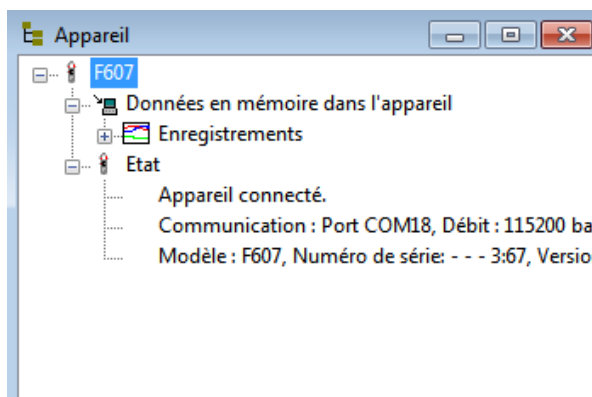 Appareil
F607
Données en mémoire dans l'appareil
Enregistrements
Etat
Appareil connecté.
Communication : Port COM18, Débit : 115200 ba
Modèle : F607, Numéro de série: - - - 3:67, Versio